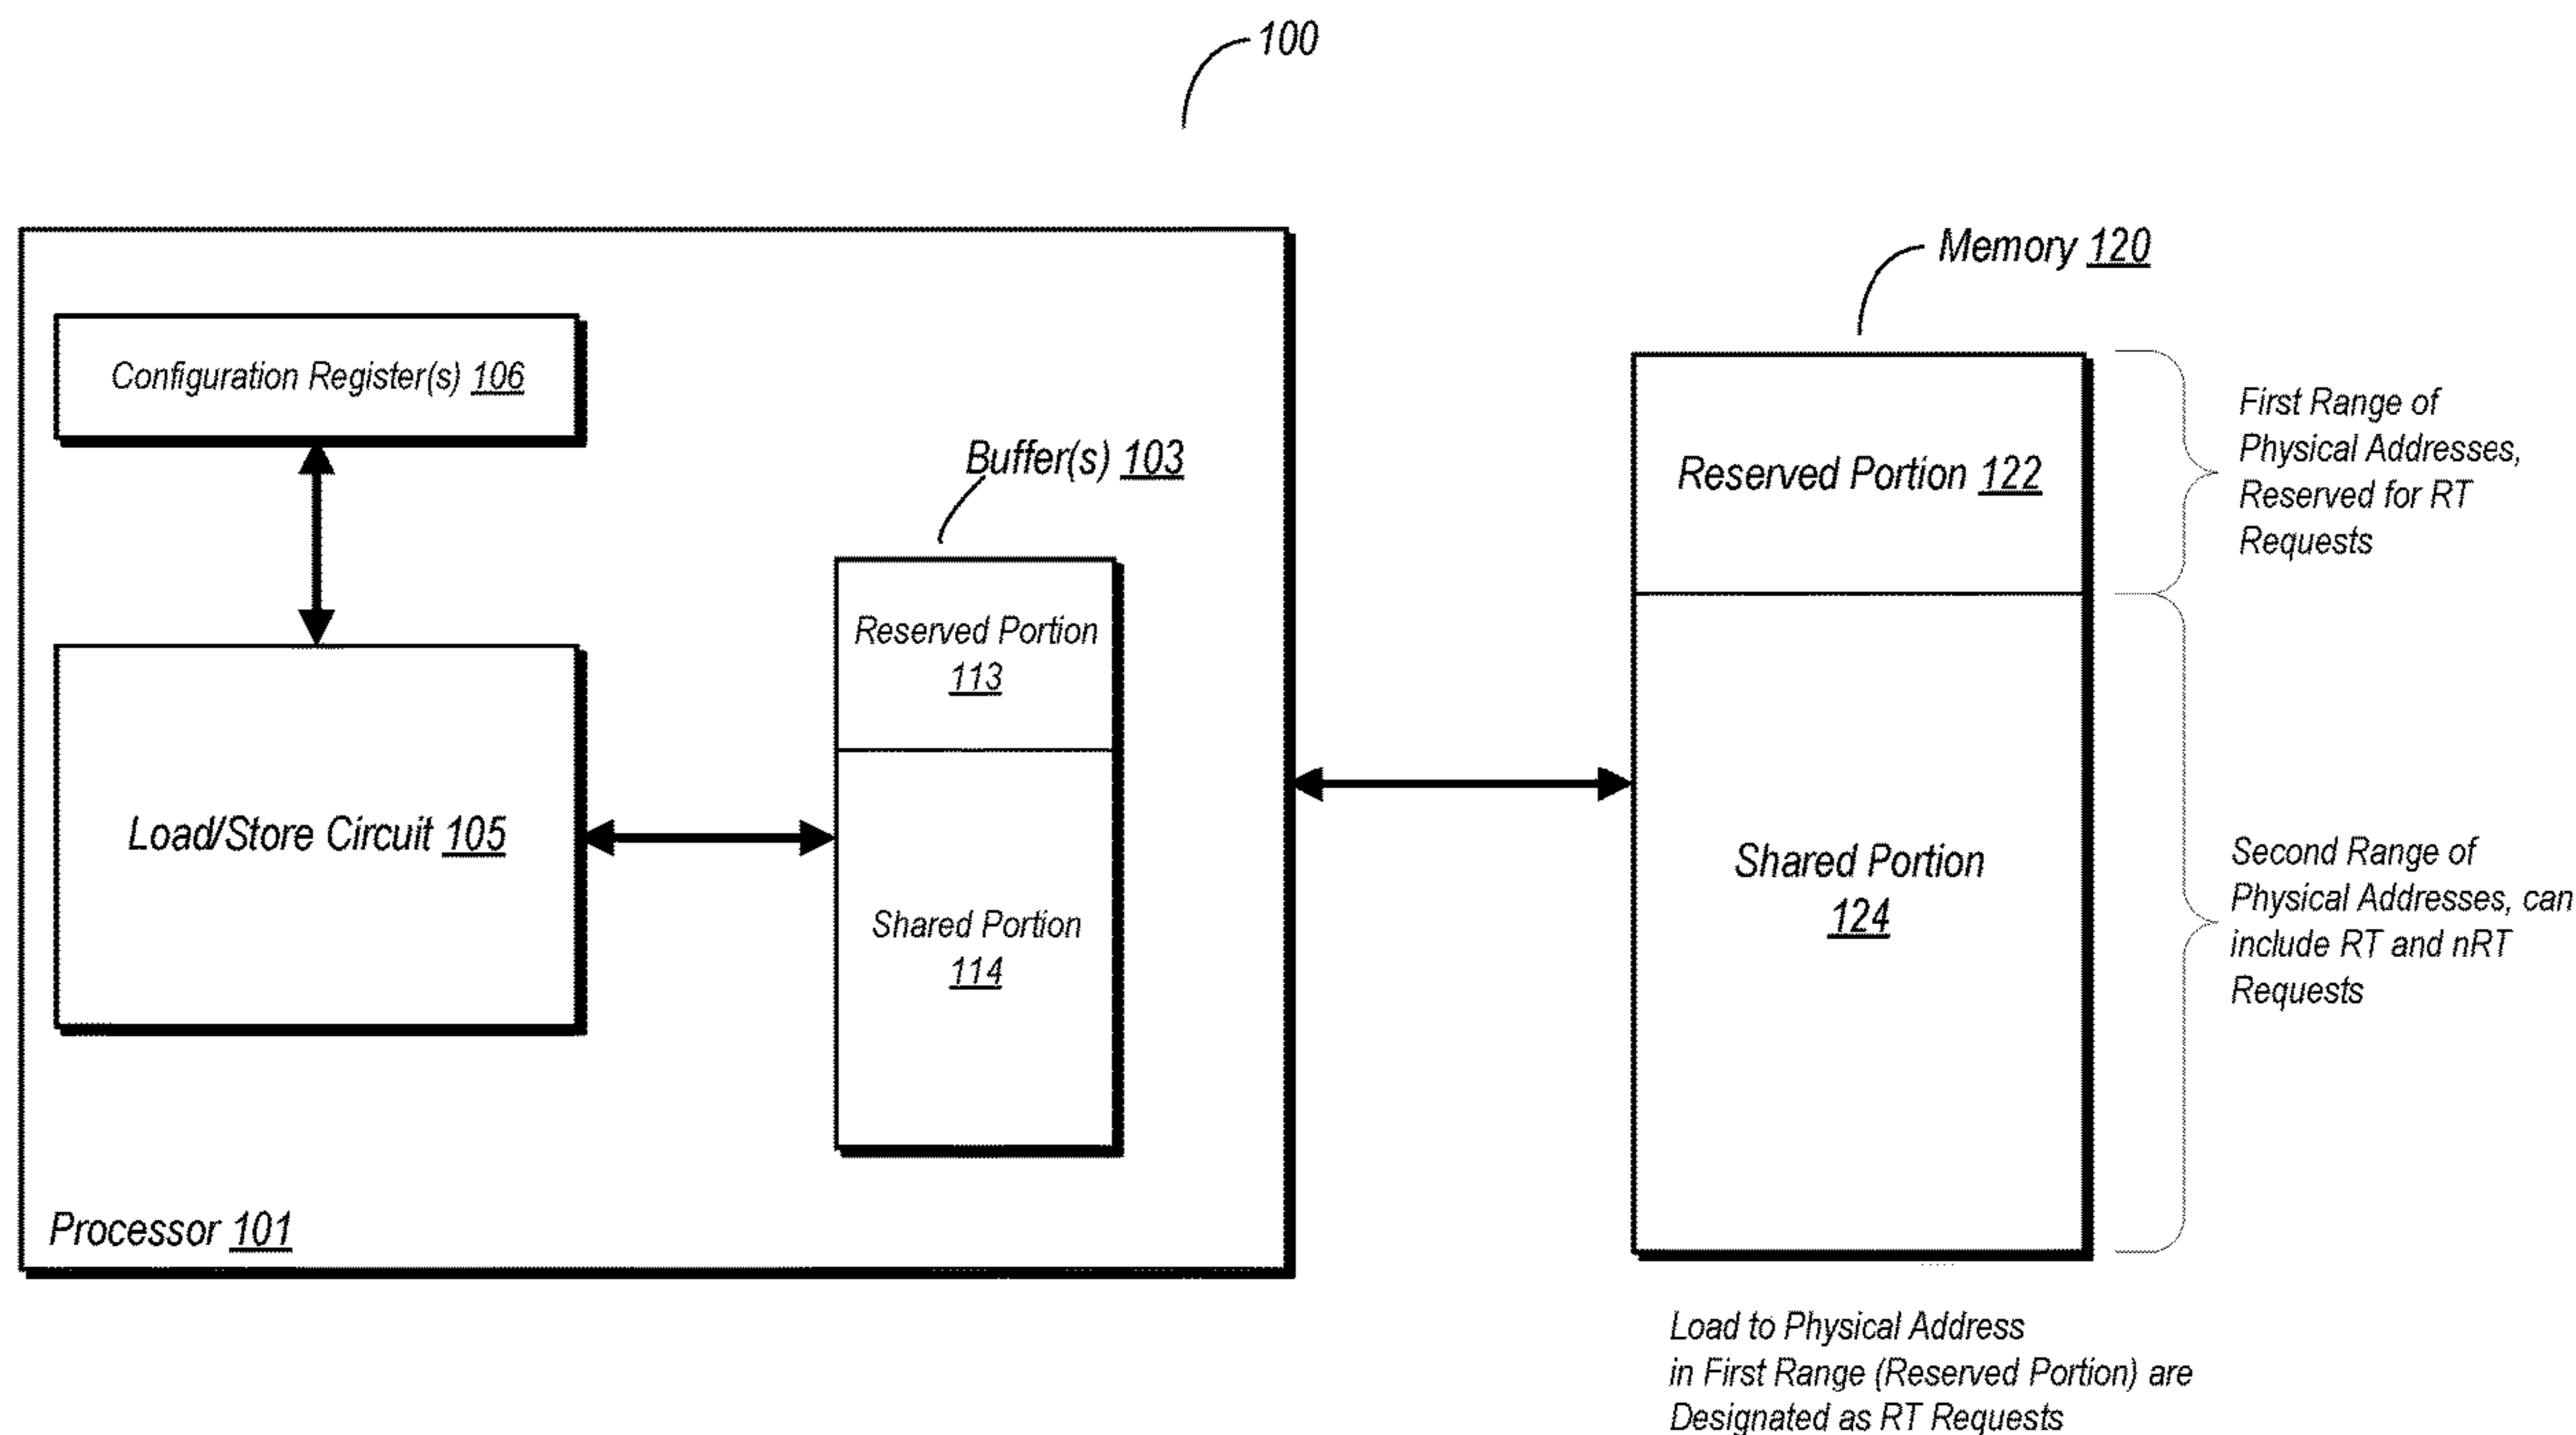 100
Memory 120
Configuration Register(s) 106
Buffer(s) 103
Reserved Portion
113
Load/Store Circuit 105
Shared Portion
114
Processor 101
Reserved Portion 122
First Range of
Physical Addresses,
Reserved for RT
Requests
Shared Portion
124
Second Range of
Physical Addresses, can
include RT and nRT
Requests
Load to Physical Address
in First Range (Reserved Portion) are
Designated as RT Requests